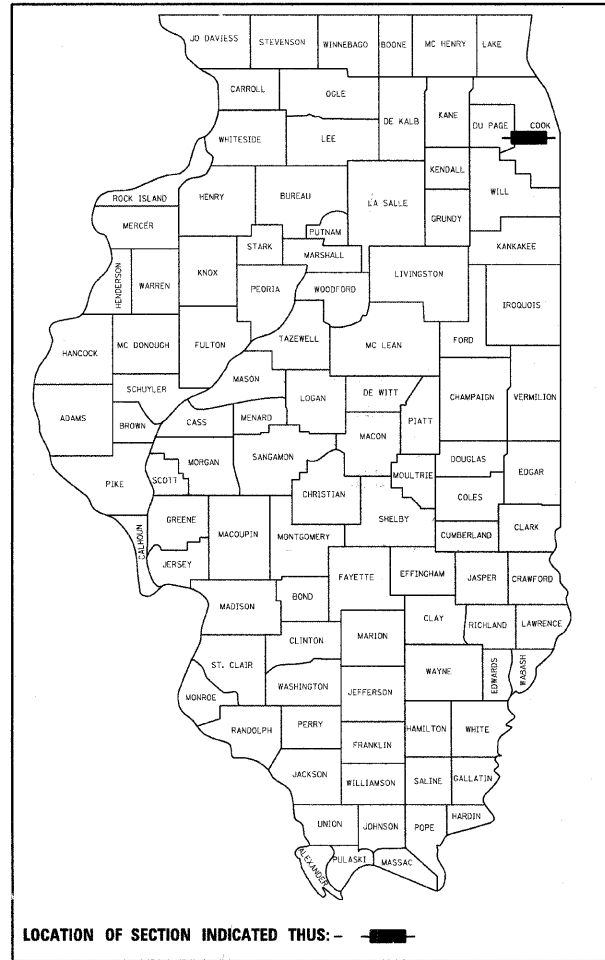 JO DAVIESS STEVENSON WINNEBAGO BOONE MC HENRY LAKE
CARROLL OGLE DE KALB KANE DU PAGE COOK
WHITESIDE LEE
KENDALL WILL
ROCK ISLAND HENRY BUREAU LA SALLE GRUNDY
MERCER PUTNAM KANKAKEE
HENDERSON WARREN KNOX STARK MARSHALL LIVINGSTON
PEORIA WOODFORD IROQUOIS
HANCOCK MC DONOUGH FULTON TAZEWELL MC LEAN FORD
SCHUYLER MASON LOGAN DE WITT CHAMPAIGN VERMILION
ADAMS BROWN CASS MENARD MACON PIATT
PIKE SCOTT MORGAN SANGAMON CHRISTIAN MOULTRIE DOUGLAS EDGAR
COLES
CALHOUN GREENE MACOUPIN MONTGOMERY SHELBY CUMBERLAND CLARK
JERSEY FAYETTE EFFINGHAM JASPER CRAWFORD
MADISON BOND CLAY RICHLAND LAWRENCE
CLINTON MARION
ST. CLAIR WAYNE EDWARDS WABASH
MONROE WASHINGTON JEFFERSON
RANDOLPH PERRY HAMILTON WHITE
FRANKLIN
JACKSON WILLIAMSON SALINE GALLATIN
UNION JOHNSON POPE HARDIN
ALEXANDER PULASKI MASSAC
LOCATION OF SECTION INDICATED THUS: -